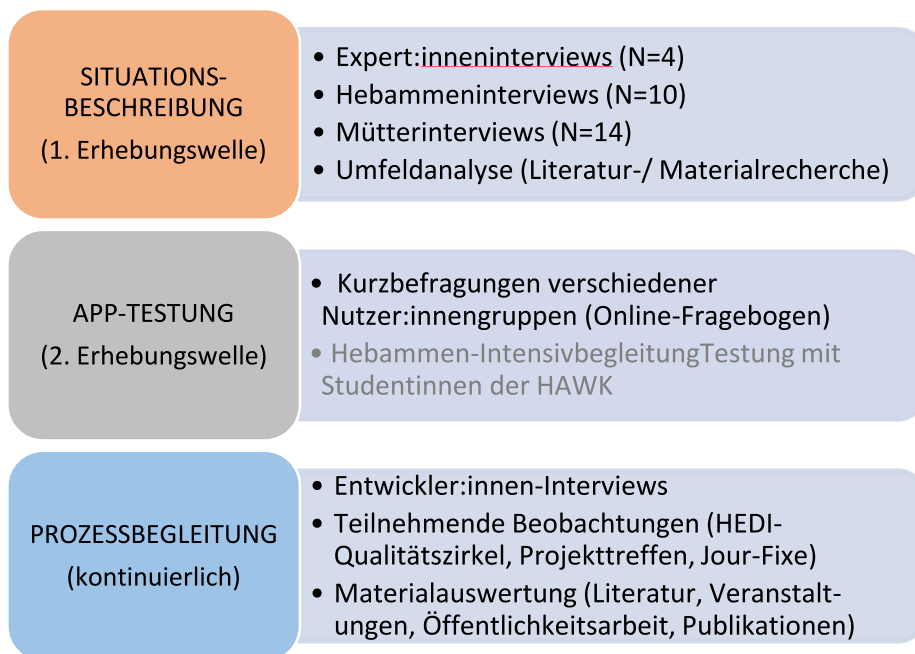 SITUATIONS-
BESCHREIBUNG
(1. Erhebungswelle)
• Expert:inneninterviews (N=4)
• Hebammeninterviews (N=10)
• Mütterinterviews (N=14)
• Umfeldanalyse (Literatur-/ Materialrecherche)
APP-TESTUNG
(2. Erhebungswelle)
• Kurzbefragungen verschiedener
Nutzer:innengruppen (Online-Fragebogen)
• Hebammen-IntensivbegleitungTestung mit
Studentinnen der HAWK
PROZESSBEGLEITUNG
(kontinuierlich)
• Entwickler:innen-Interviews
• Teilnehmende Beobachtungen (HEDI-
Qualitätszirkel, Projekttreffen, Jour-Fixe)
• Materialauswertung (Literatur, Veranstalt-
ungen, Öffentlichkeitsarbeit, Publikationen)